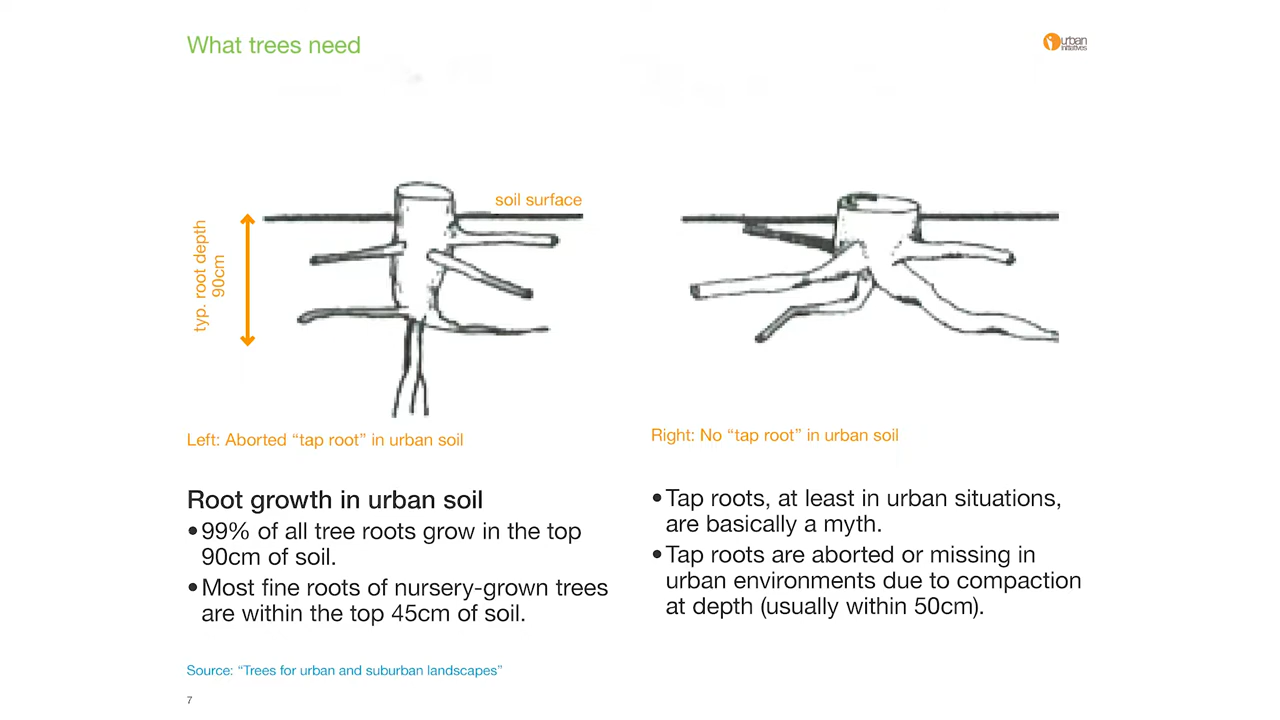 What trees need
urban
initiatives
soil surface
typ. root depth
90cm
Left: Aborted “tap root” in urban soil
Right: No “tap root” in urban soil
Root growth in urban soil
•99% of all tree roots grow in the top
90cm of soil.
•Most fine roots of nursery-grown trees
are within the top 45cm of soil.
•Tap roots, at least in urban situations,
are basically a myth.
•Tap roots are aborted or missing in
urban environments due to compaction
at depth (usually within 50cm).
Source: “Trees for urban and suburban landscapes”
7